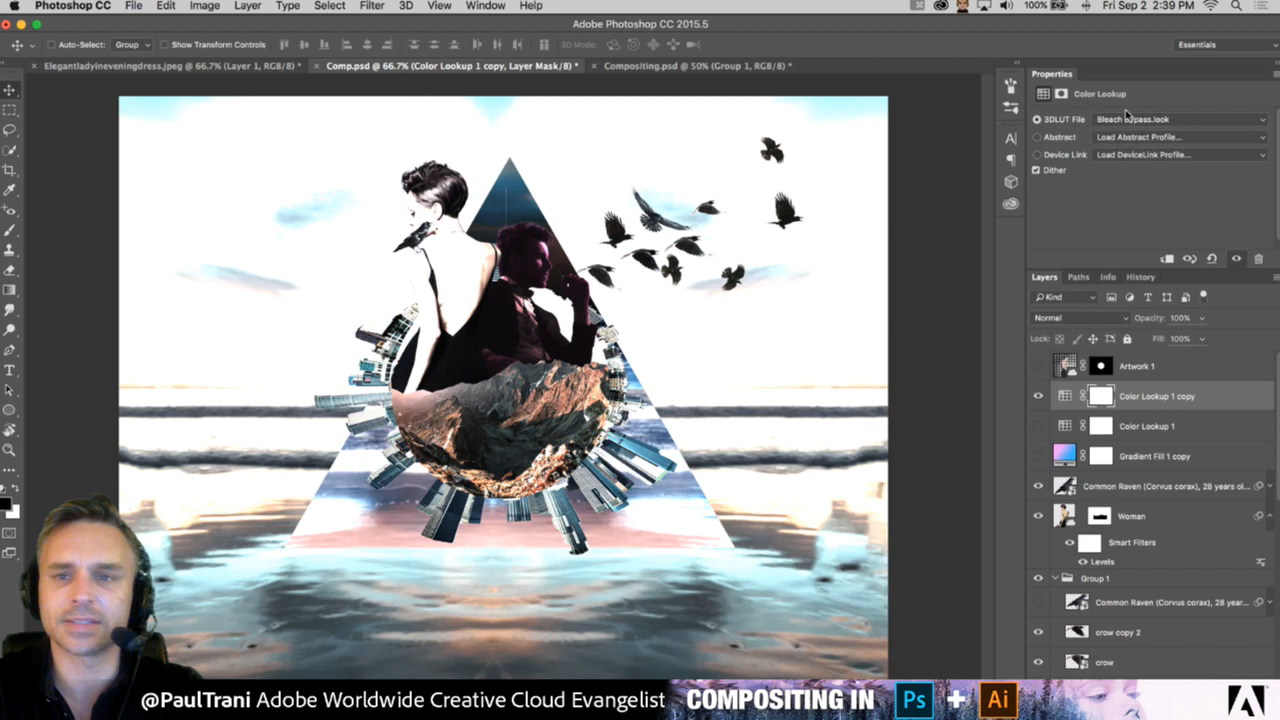 Photoshop CC File Edit Image Layer Type Select Filter 3D View Window Help 100% Fri Sep 2 2:39 PM
Adobe Photoshop CC 2015.5
Auto-Select: Group Show Transform Controls 3D Mode: Essentials
Elegantladyineveningdress.jpeg @ 66.7% (Layer 1, RGB/8) *
Comp.psd @ 66.7% (Color Lookup 1 copy, Layer Mask/8) *
Compositing.psd @ 50% (Group 1, RGB/8) *
Properties
Color Lookup
3DLUT File Bleach Bypass.look
Abstract Load Abstract Profile...
Device Link Load DeviceLink Profile...
Dither
Layers Paths Info History
Kind
Normal Opacity: 100%
Lock: Fill: 100%
Artwork 1
Color Lookup 1 copy
Color Lookup 1
Gradient Fill 1 copy
Common Raven (Corvus corax), 28 years ol...
Woman
Smart Filters
Levels
Group 1
Common Raven (Corvus corax), 28 year...
crow copy 2
crow
@PaulTrani Adobe Worldwide Creative Cloud Evangelist
COMPOSITING IN Ps + Ai